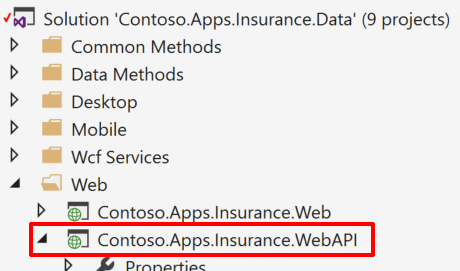 Solution 'Contoso.Apps.Insurance.Data' (9 projects)
Common Methods
Data Methods
Desktop
Mobile
Wcf Services
Web
Contoso.Apps.Insurance.Web
Contoso.Apps.Insurance.WebAPI
Properties